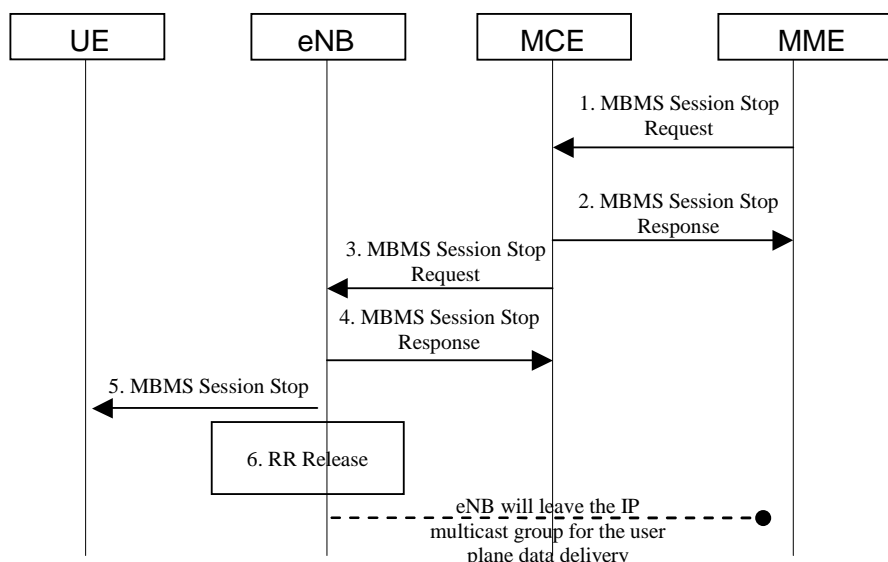 UE
eNB
MCE
MME
1. MBMS Session Stop
Request
2. MBMS Session Stop
Response
3. MBMS Session Stop
Request
4. MBMS Session Stop
Response
5. MBMS Session Stop
6. RR Release
eNB will leave the IP
multicast group for the user
plane data delivery